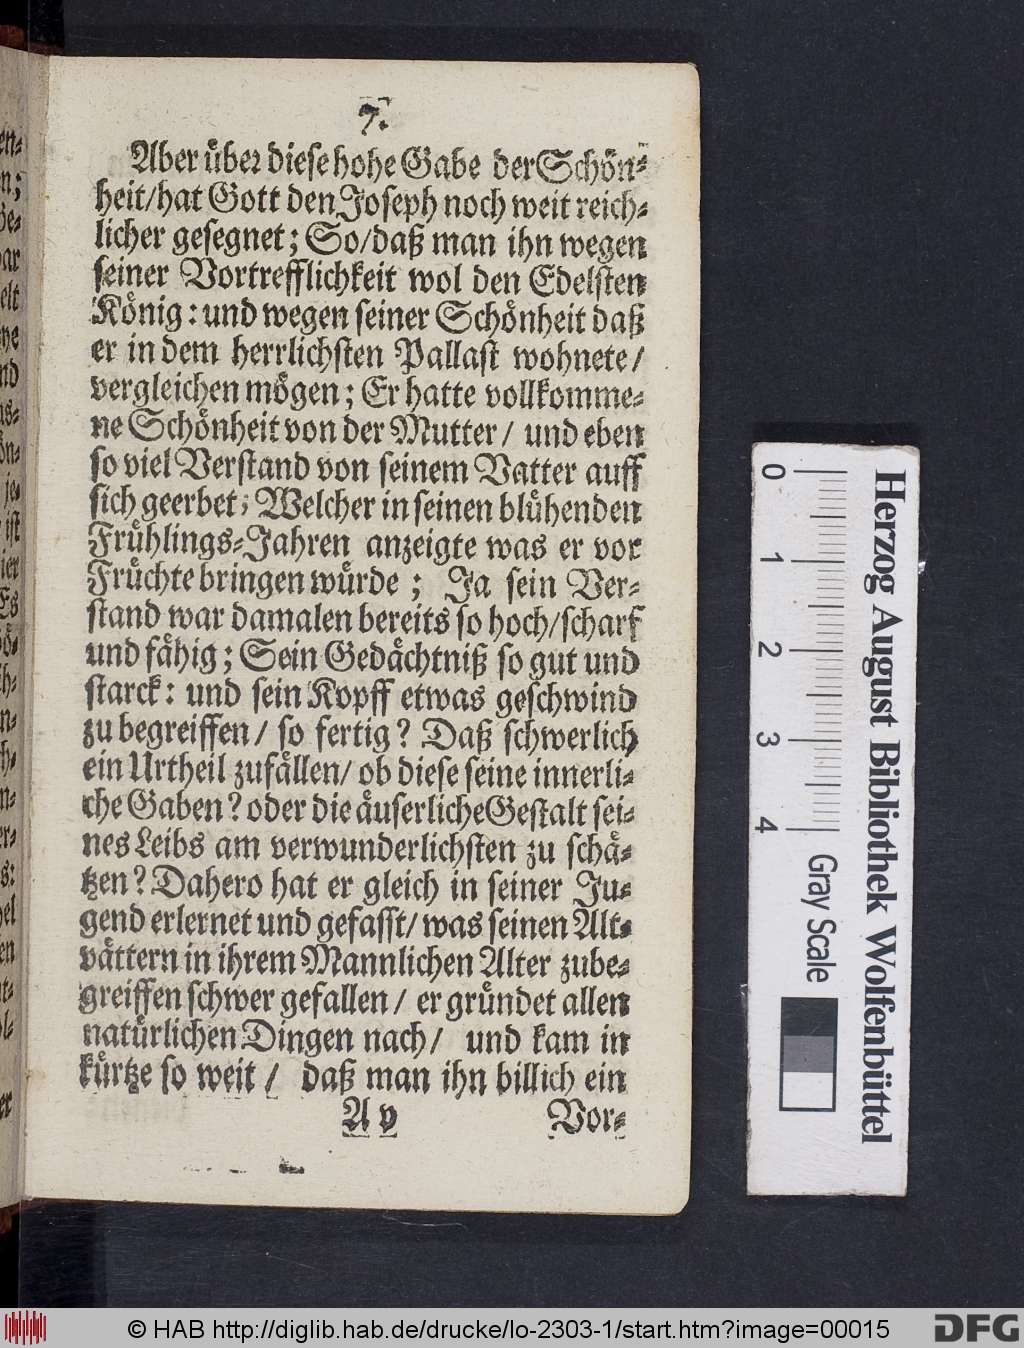 7.
Aber über diese hohe Gabe der Schön-
heit/hat Gott den Joseph noch weit reich-
licher gesegnet; So/daß man ihn wegen
seiner Vortrefflichkeit wol den Edelsten
König: und wegen seiner Schönheit daß
er in dem herrlichsten Pallast wohnete/
vergleichen mögen; Er hatte vollkomme-
ne Schönheit von der Mutter/ und eben
so viel Verstand von seinem Vatter auff
sich geerbet; Welcher in seinen blühenden
Frühlings-Jahren anzeigte was er vor
Früchte bringen würde; Ja sein Ver-
stand war damalen bereits so hoch/scharf
und fähig; Sein Gedächtniß so gut und
starck: und sein Kopff etwas geschwind
zu begreiffen/ so fertig? Daß schwerlich
ein Urtheil zufällen/ ob diese seine innerli-
che Gaben? oder die äuserliche Gestalt sei-
nes Leibs am verwunderlichsten zu schä-
tzen? Dahero hat er gleich in seiner Ju-
gend erlernet und gefasst/ was seinen Alt-
vättern in ihrem Mannlichen Alter zube-
greiffen schwer gefallen/ er gründet allen
natürlichen Dingen nach/ und kam in
kürtze so weit/ daß man ihn billich ein
A v Vor-
en-
ar
elt
nd
ist
Es
er
Herzog August Bibliothek Wolfenbüttel
0 1 2 3 4
Gray Scale
© HAB http://diglib.hab.de/drucke/lo-2303-1/start.htm?image=00015
DFG